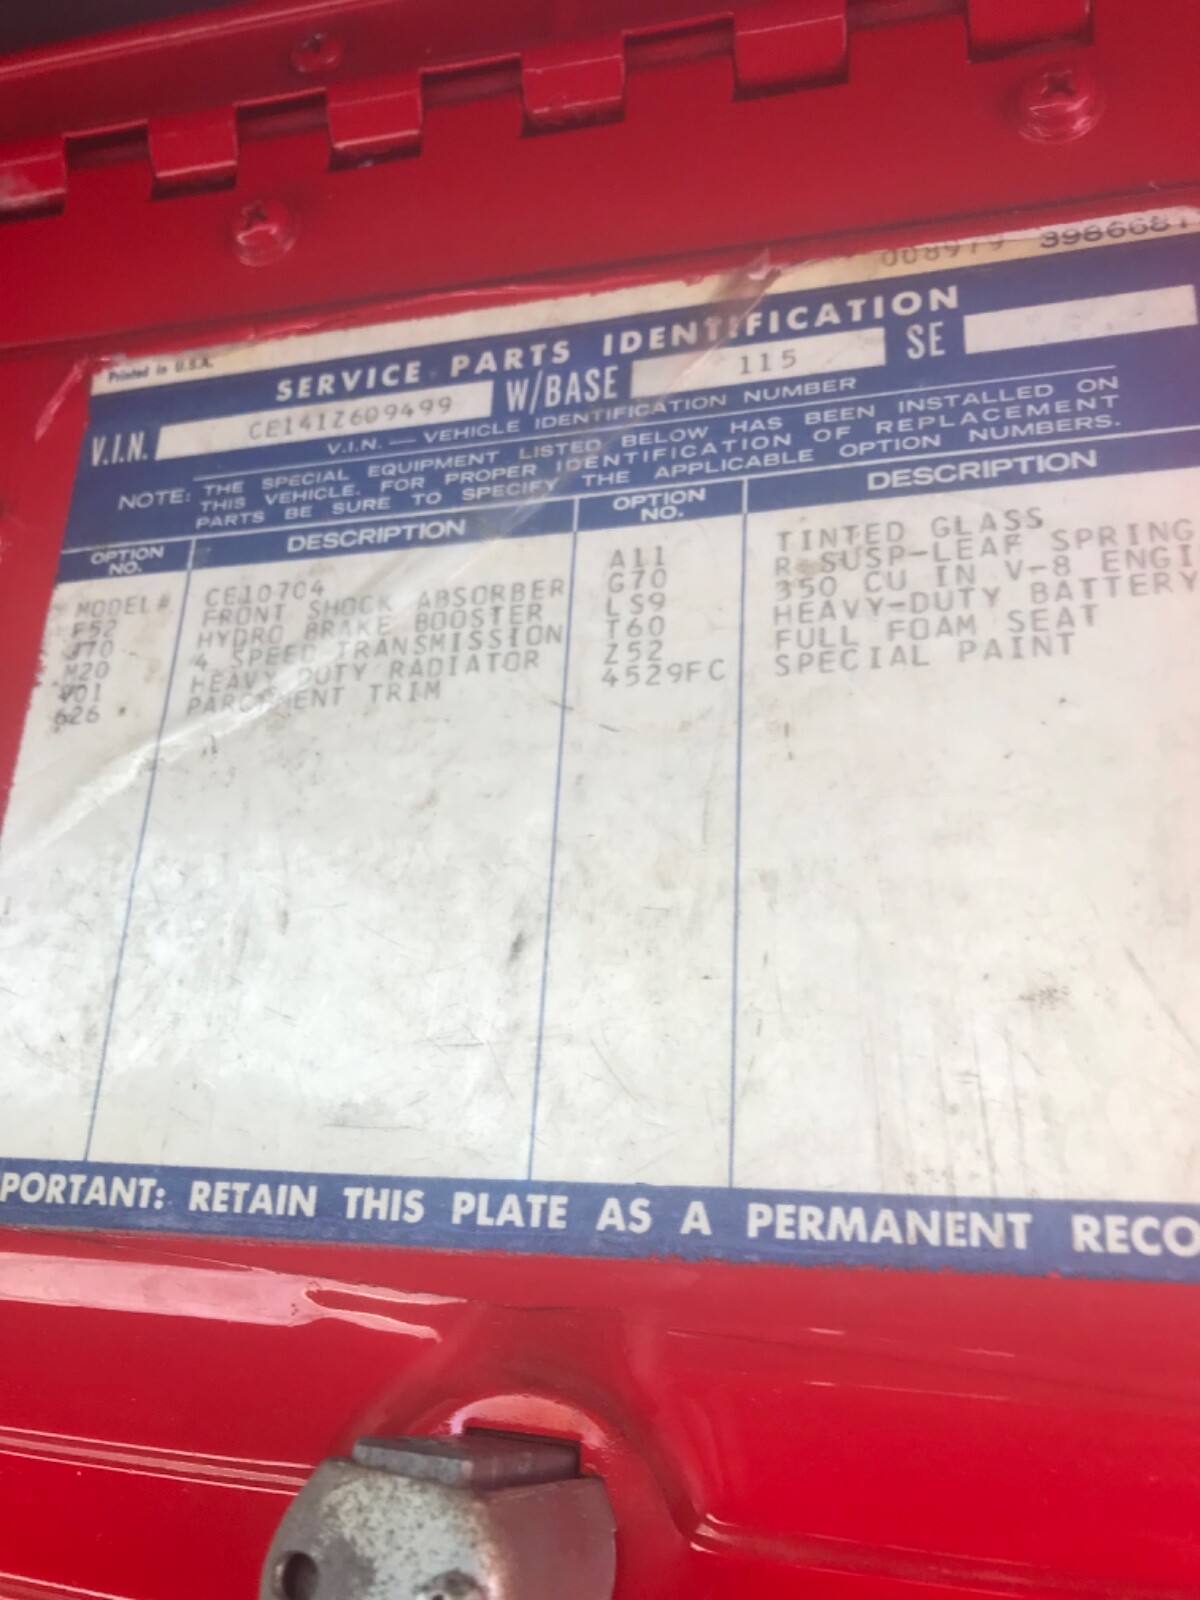 008979 3986681
Printed in U.S.A.
SERVICE PARTS IDENTIFICATION
V.I.N. CE141Z609499 W/BASE 115 SE
V.I.N. — VEHICLE IDENTIFICATION NUMBER
NOTE: THE SPECIAL EQUIPMENT LISTED BELOW HAS BEEN INSTALLED ON
THIS VEHICLE. FOR PROPER IDENTIFICATION OF REPLACEMENT
PARTS BE SURE TO SPECIFY THE APPLICABLE OPTION NUMBERS.
OPTION NO. DESCRIPTION OPTION NO. DESCRIPTION
MODEL# CE10704 A11 TINTED GLASS
F52 FRONT SHOCK ABSORBER G70 R SUSP-LEAF SPRING
J70 HYDRO BRAKE BOOSTER LS9 350 CU IN V-8 ENGI
M20 4 SPEED TRANSMISSION T60 HEAVY-DUTY BATTERY
V01 HEAVY DUTY RADIATOR Z52 FULL FOAM SEAT
626 PARCHMENT TRIM 4529FC SPECIAL PAINT
PORTANT: RETAIN THIS PLATE AS A PERMANENT RECO